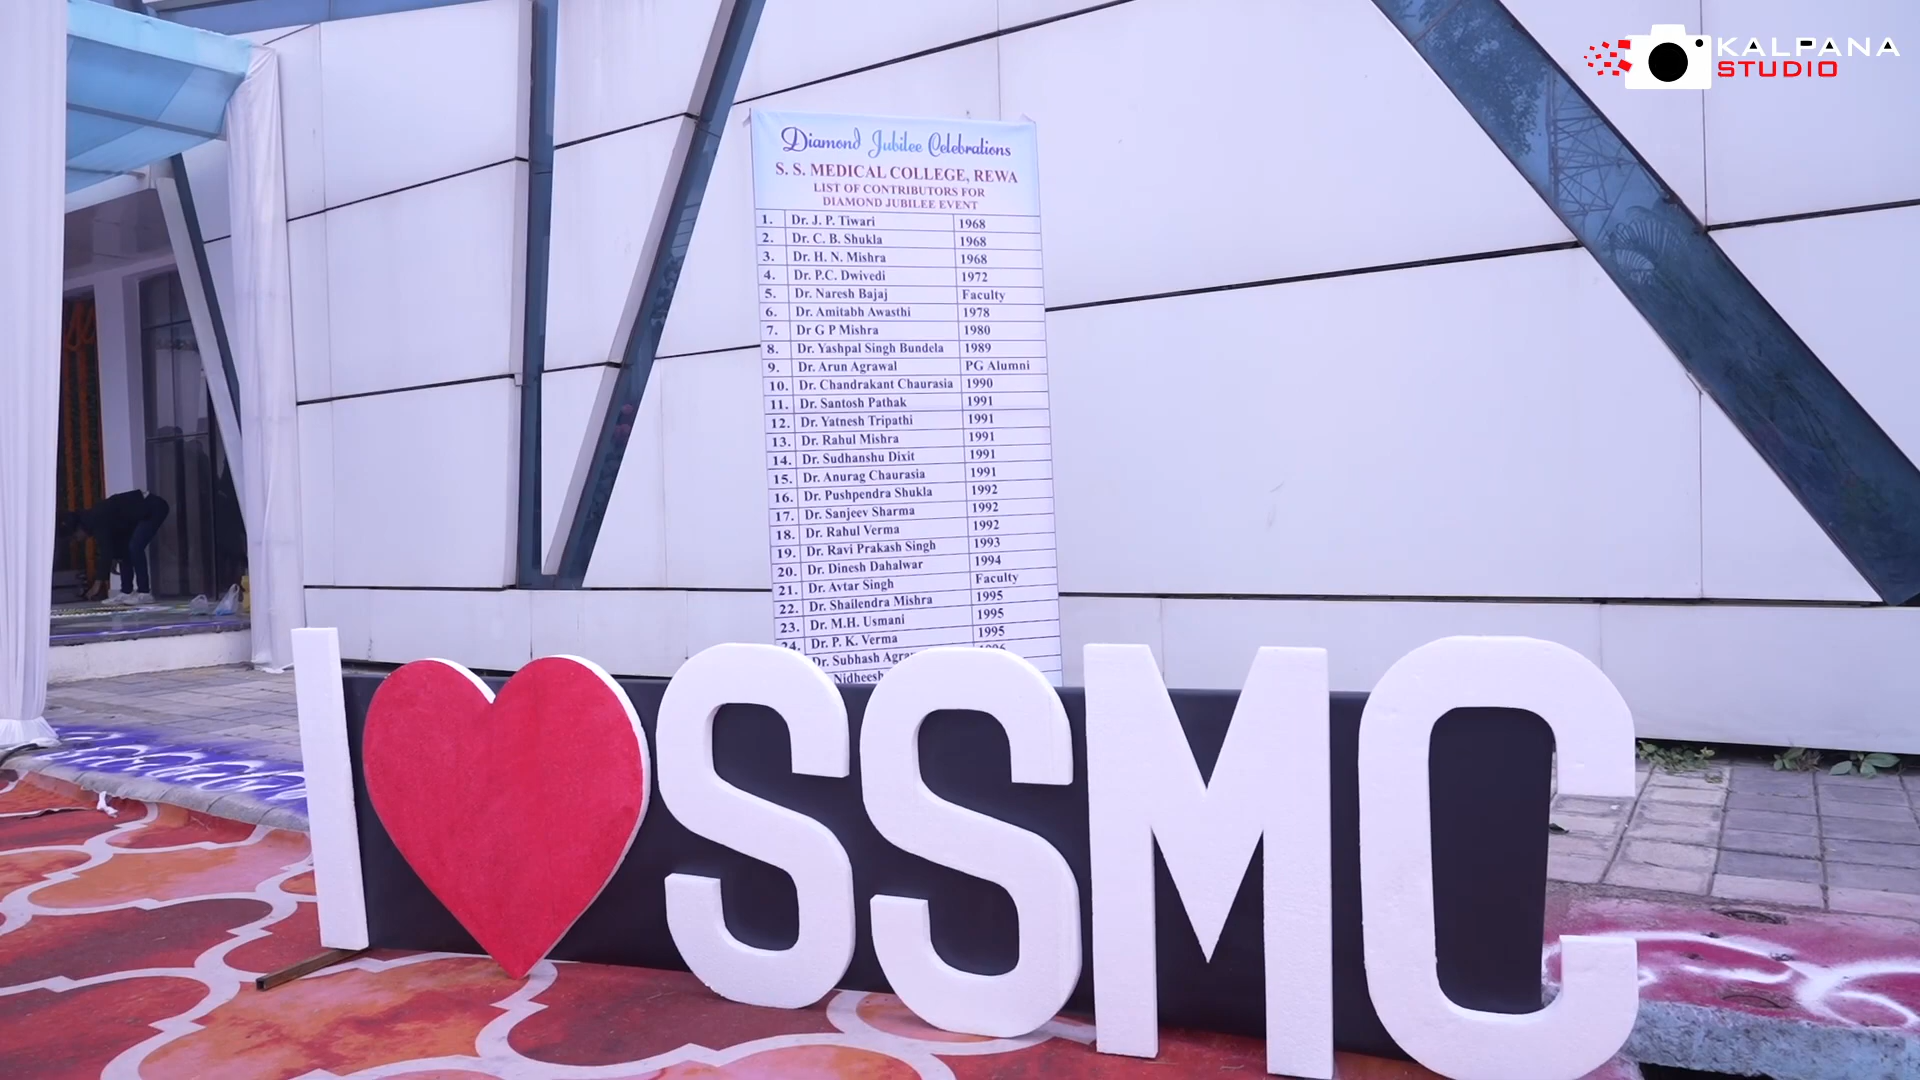 KALPANA
STUDIO
Diamond Jubilee Celebrations
S. S. MEDICAL COLLEGE, REWA
LIST OF CONTRIBUTORS FOR
DIAMOND JUBILEE EVENT
1. Dr. J. P. Tiwari 1968
2. Dr. C. B. Shukla 1968
3. Dr. H. N. Mishra 1968
4. Dr. P.C. Dwivedi 1972
5. Dr. Naresh Bajaj Faculty
6. Dr. Amitabh Awasthi 1978
7. Dr G P Mishra 1980
8. Dr. Yashpal Singh Bundela 1989
9. Dr. Arun Agrawal PG Alumni
10. Dr. Chandrakant Chaurasia 1990
11. Dr. Santosh Pathak 1991
12. Dr. Yatnesh Tripathi 1991
13. Dr. Rahul Mishra 1991
14. Dr. Sudhanshu Dixit 1991
15. Dr. Anurag Chaurasia 1991
16. Dr. Pushpendra Shukla 1992
17. Dr. Sanjeev Sharma 1992
18. Dr. Rahul Verma 1992
19. Dr. Ravi Prakash Singh 1993
20. Dr. Dinesh Dahalwar 1994
21. Dr. Avtar Singh Faculty
22. Dr. Shailendra Mishra 1995
23. Dr. M.H. Usmani 1995
24. Dr. P. K. Verma 1995
Dr. Subhash
I SSMC